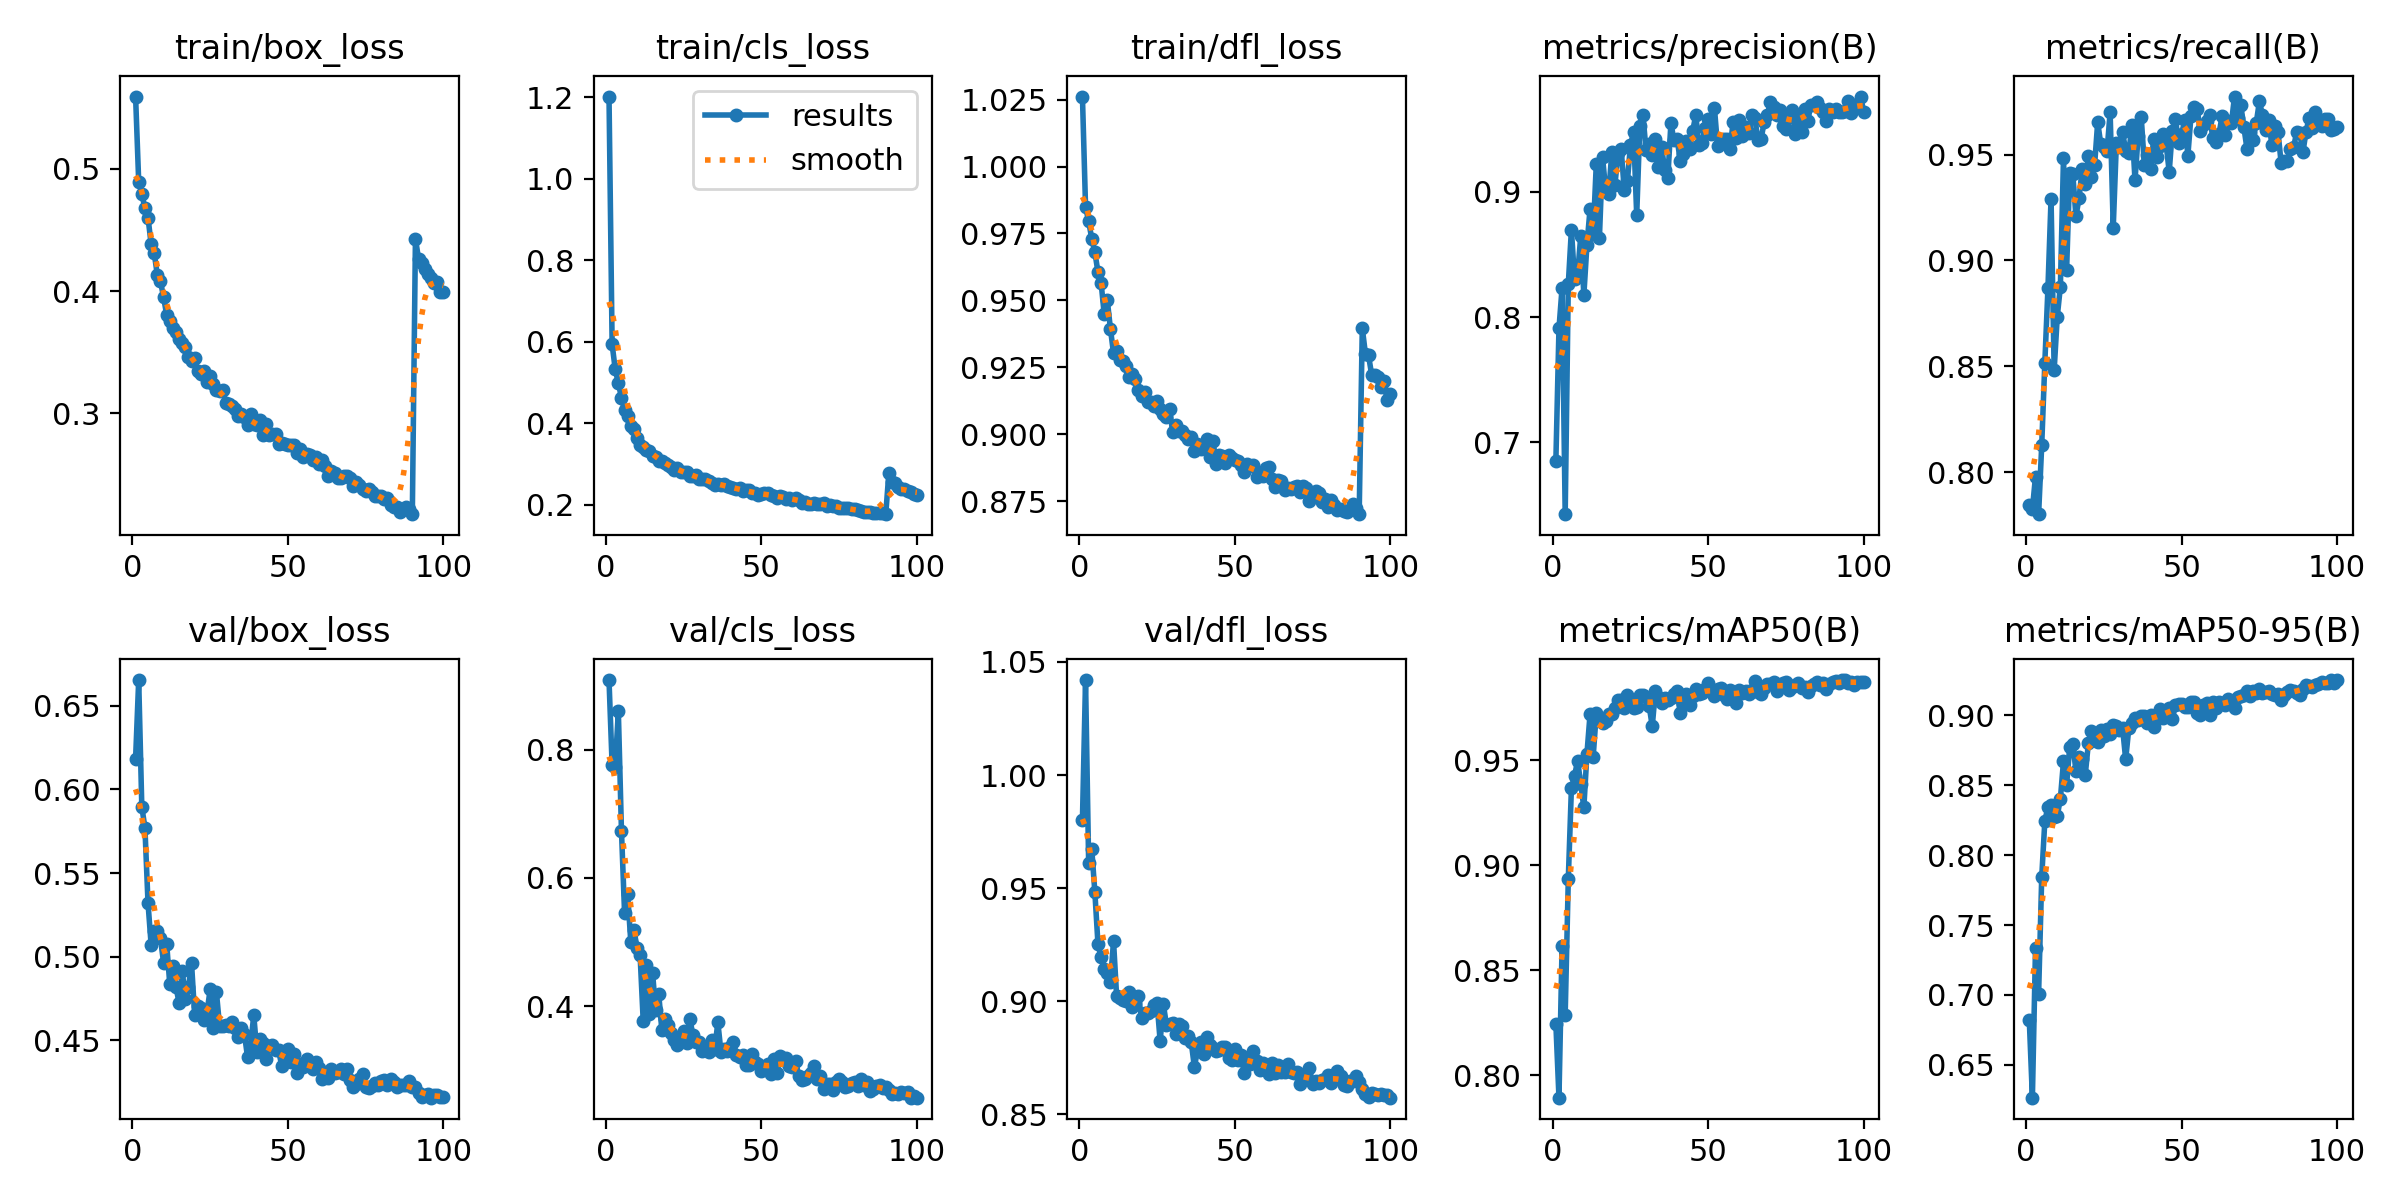 train/box_loss
0.5
0.4
0.3
0 50 100
train/cls_loss
results
smooth
1.2
1.0
0.8
0.6
0.4
0.2
0 50 100
train/dfl_loss
1.025
1.000
0.975
0.950
0.925
0.900
0.875
0 50 100
metrics/precision(B)
0.9
0.8
0.7
0 50 100
metrics/recall(B)
0.95
0.90
0.85
0.80
0 50 100
val/box_loss
0.65
0.60
0.55
0.50
0.45
0 50 100
val/cls_loss
0.8
0.6
0.4
0 50 100
val/dfl_loss
1.05
1.00
0.95
0.90
0.85
0 50 100
metrics/mAP50(B)
0.95
0.90
0.85
0.80
0 50 100
metrics/mAP50-95(B)
0.90
0.85
0.80
0.75
0.70
0.65
0 50 100